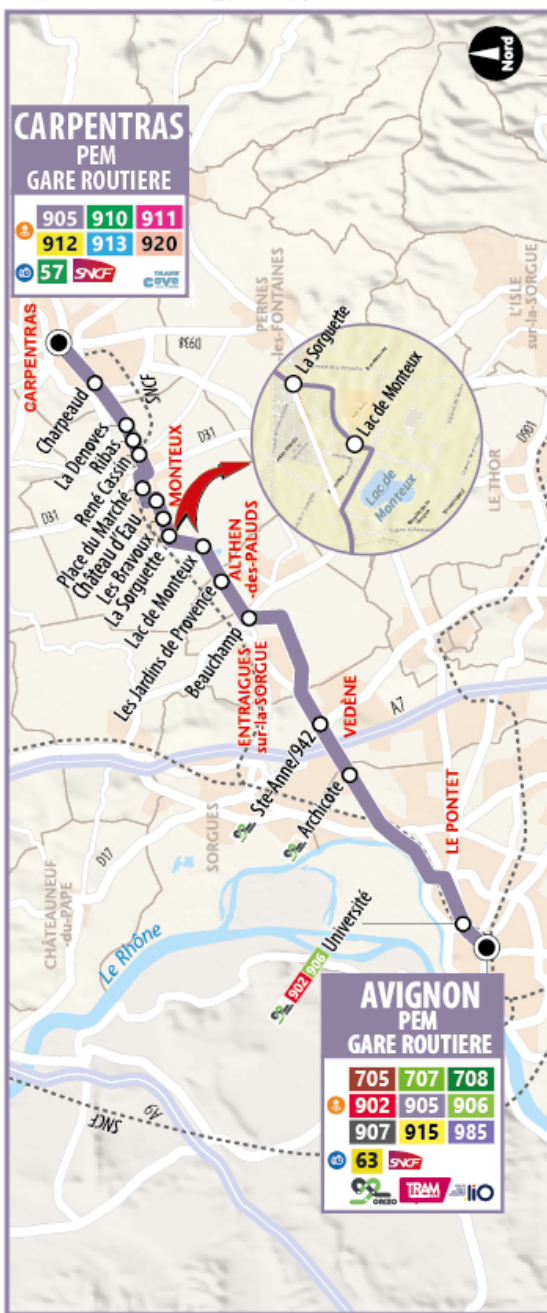 Nord
CARPENTRAS
PEM
GARE ROUTIERE
905 910 911
912 913 920
57 SNCF TRANS'
CoVe
CARPENTRAS
D938
SNCF
PERNES
-les-FONTAINES
L'ISLE
sur-la-SORGUE
Charpeaud
La Denoves
Ribas
René Cassin
Place du Marché
Château d'Eau
Les Bravoux
La Sorguette
Lac de Monteux
Les Jardins de Provence
Beauchamp
D31
D31
MONTEUX
ALTHEN
-des-PALUDS
La Sorguette
Lac de Monteux
Lac de
Monteux
LE THOR
D901
ENTRAIGUES
sur-la-SORGUE
Ste-Anne/942
VEDÈNE
Archicote
A7
SORGUES
D17
CHÂTEAUNEUF
-du-PAPE
Le Rhône
LE PONTET
902 906 Université
SNCF
A9
AVIGNON
PEM
GARE ROUTIERE
705 707 708
902 905 906
907 915 985
63 SNCF
ORIZO TRAM liO